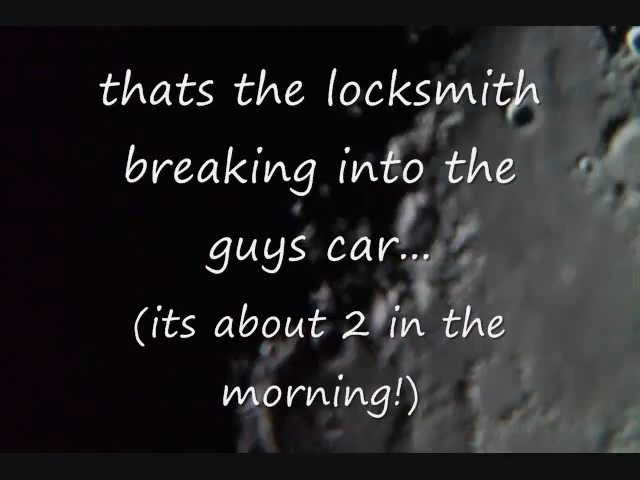 thats the locksmith
breaking into the
guys car...
(its about 2 in the
morning!)